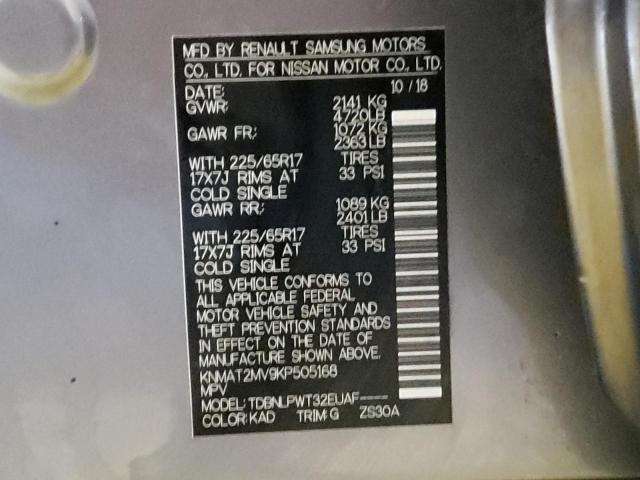 MFD BY RENAULT SAMSUNG MOTORS
CO., LTD. FOR NISSAN MOTOR CO., LTD.
DATE: 10 / 18
GVWR: 2141 KG
4720LB
GAWR FR: 1072 KG
2363 LB
WITH 225/65R17 TIRES
17X7J RIMS AT 33 PSI
COLD SINGLE
GAWR RR: 1089 KG
2401 LB
WITH 225/65R17 TIRES
17X7J RIMS AT 33 PSI
COLD SINGLE
THIS VEHICLE CONFORMS TO
ALL APPLICABLE FEDERAL
MOTOR VEHICLE SAFETY AND
THEFT PREVENTION STANDARDS
IN EFFECT ON THE DATE OF
MANUFACTURE SHOWN ABOVE.
KNMAT2MV9KP505168
MPV
MODEL: TDBNLPWT32EUAF----
COLOR: KAD TRIM: G ZS30A